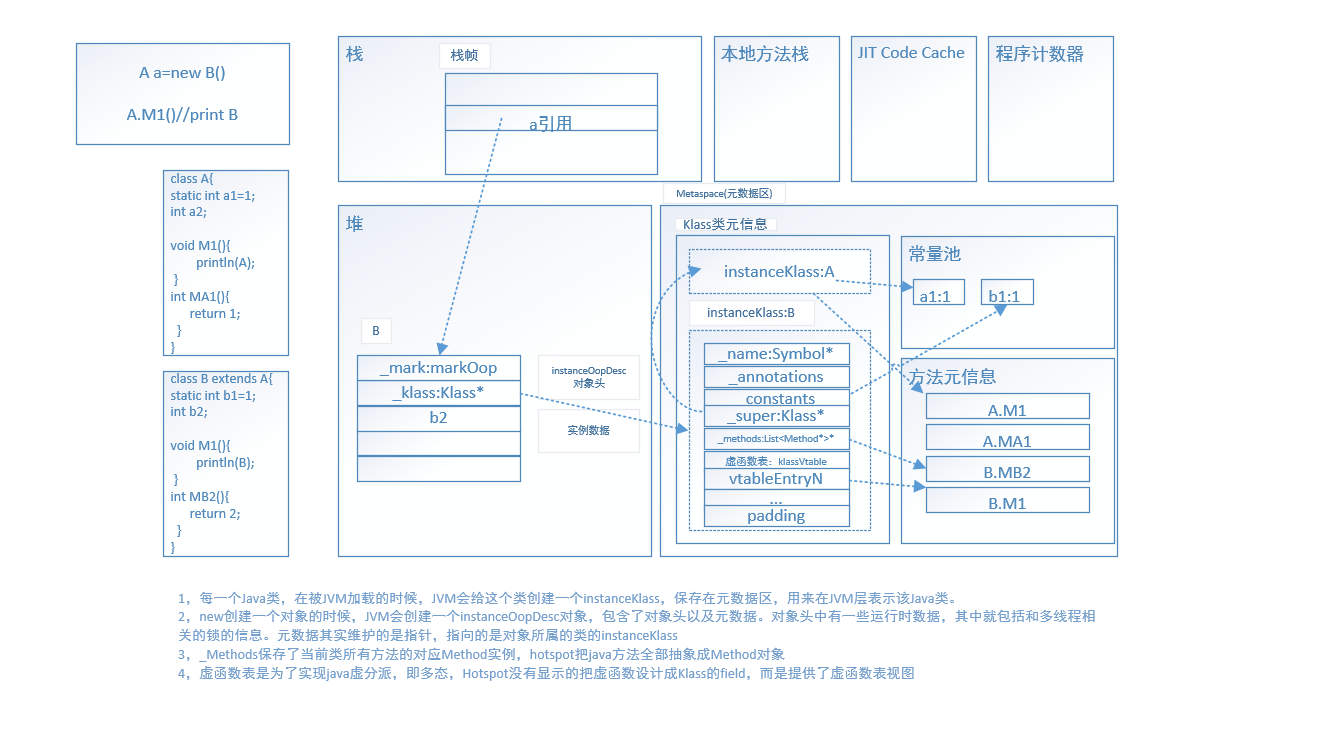 A a=new B()
A.M1()//print B
class A{
static int a1=1;
int a2;
void M1(){
println(A);
}
int MA1(){
return 1;
}
}
class B extends A{
static int b1=1;
int b2;
void M1(){
println(B);
}
int MB2(){
return 2;
}
}
栈
栈帧
a引用
本地方法栈
JIT Code Cache
程序计数器
堆
B
_mark:markOop
_klass:Klass*
b2
instanceOopDesc
对象头
实例数据
Metaspace(元数据区)
Klass类元信息
instanceKlass:A
instanceKlass:B
_name:Symbol*
_annotations
constants
_super:Klass*
_methods:List<Method*>*
虚函数表：klassVtable
vtableEntryN
...
padding
常量池
a1:1
b1:1
方法元信息
A.M1
A.MA1
B.MB2
B.M1
1，每一个Java类，在被JVM加载的时候，JVM会给这个类创建一个instanceKlass，保存在元数据区，用来在JVM层表示该Java类。
2，new创建一个对象的时候，JVM会创建一个instanceOopDesc对象，包含了对象头以及元数据。对象头中有一些运行时数据，其中就包括和多线程相
关的锁的信息。元数据其实维护的是指针，指向的是对象所属的类的instanceKlass
3，_Methods保存了当前类所有方法的对应Method实例，hotspot把java方法全部抽象成Method对象
4，虚函数表是为了实现java虚分派，即多态，Hotspot没有显示的把虚函数设计成Klass的field，而是提供了虚函数表视图